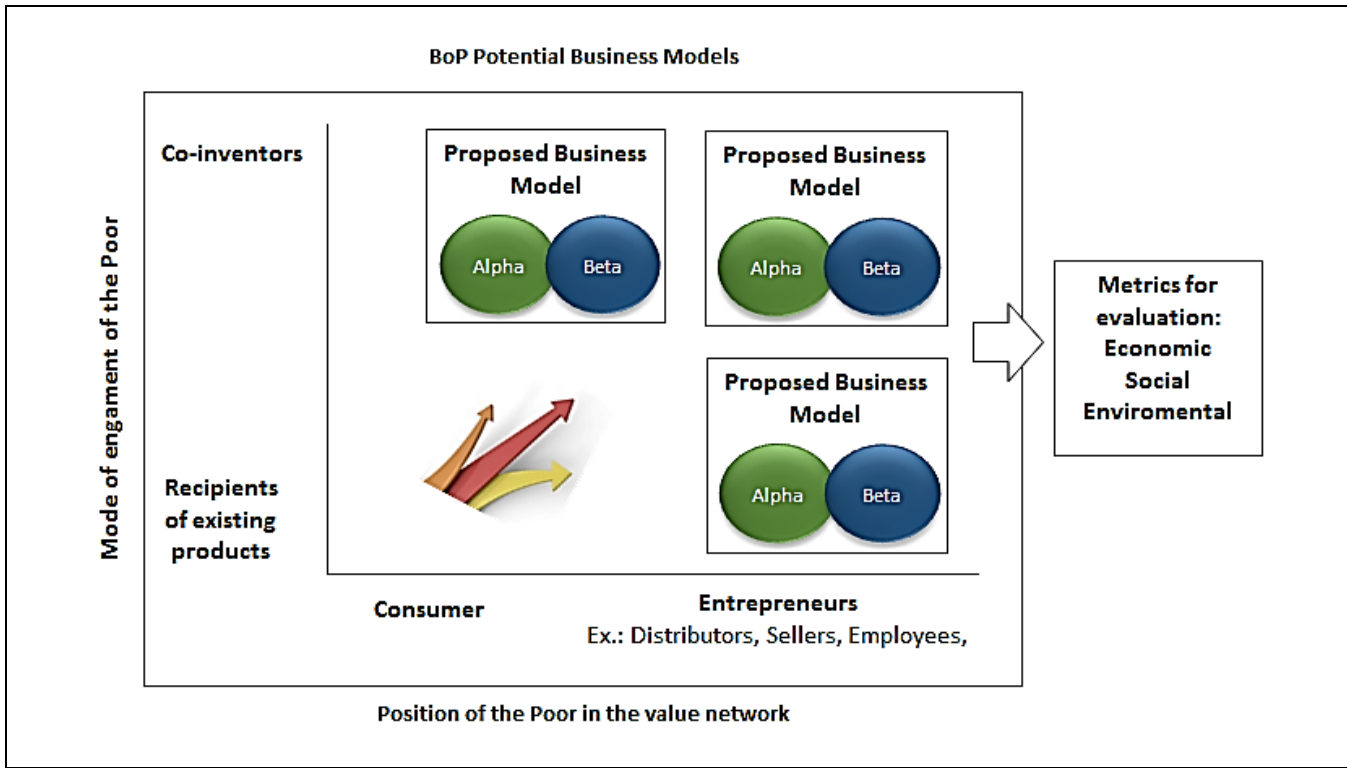 BoP Potential Business Models
Co-inventors
Proposed Business
Model
Alpha
Beta
Proposed Business
Model
Alpha
Beta
Mode of engament of the Poor
Metrics for
evaluation:
Economic
Social
Enviromental
Proposed Business
Model
Alpha
Beta
Recipients
of existing
products
Consumer
Entrepreneurs
Ex.: Distributors, Sellers, Employees,
Position of the Poor in the value network